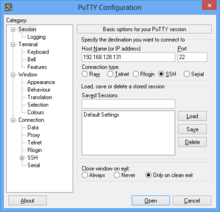 PuTTY Configuration
Category:
Session
Logging
Terminal
Keyboard
Bell
Features
Window
Appearance
Behaviour
Translation
Selection
Colours
Connection
Data
Proxy
Telnet
Rlogin
SSH
Serial
Basic options for your PuTTY session
Specify the destination you want to connect to
Host Name (or IP address) Port
192.168.128.131 22
Connection type:
Raw Telnet Rlogin SSH Serial
Load, save or delete a stored session
Saved Sessions
Default Settings
Load
Save
Delete
Close window on exit:
Always Never Only on clean exit
About Open Cancel